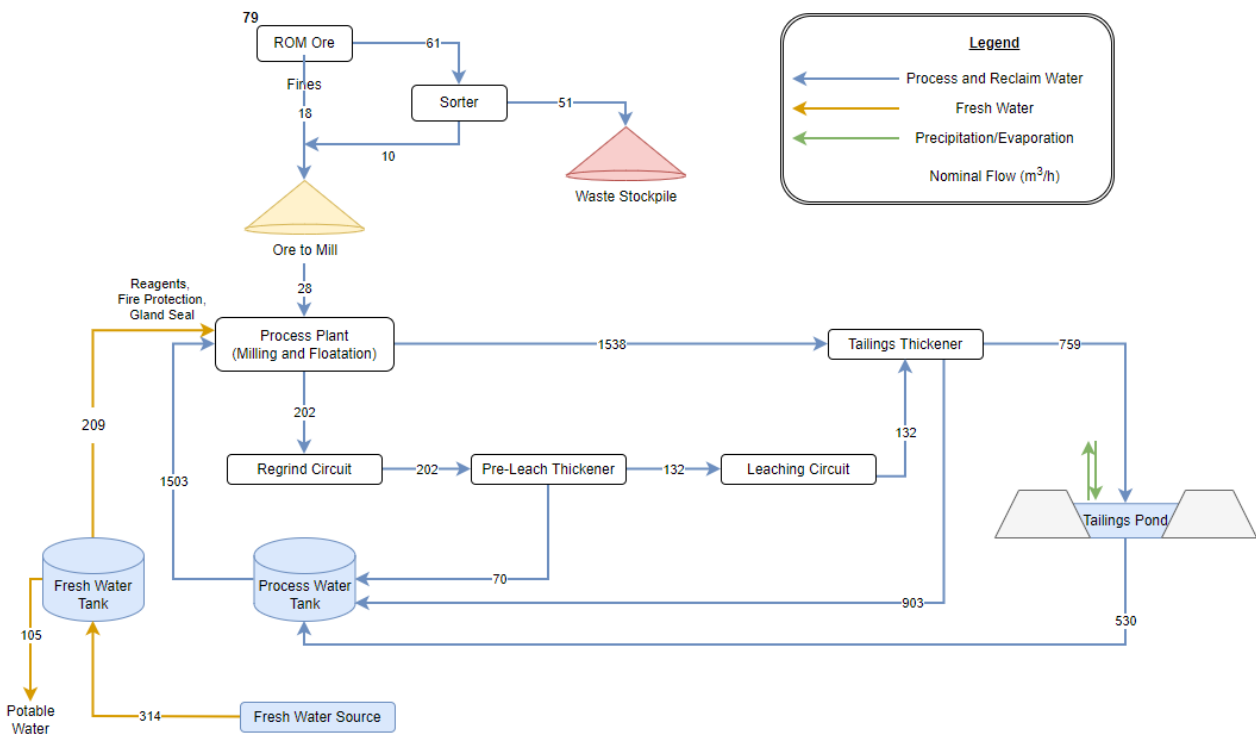 79
ROM Ore
61
Fines
18
Sorter
51
10
Waste Stockpile
Ore to Mill
28
Legend
Process and Reclaim Water
Fresh Water
Precipitation/Evaporation
Nominal Flow (m³/h)
Reagents,
Fire Protection,
Gland Seal
Process Plant
(Milling and Floatation)
1538
Tailings Thickener
759
209
202
132
1503
Regrind Circuit
202
Pre-Leach Thickener
132
Leaching Circuit
Tailings Pond
Fresh Water
Tank
Process Water
Tank
70
903
530
105
Potable
Water
314
Fresh Water Source